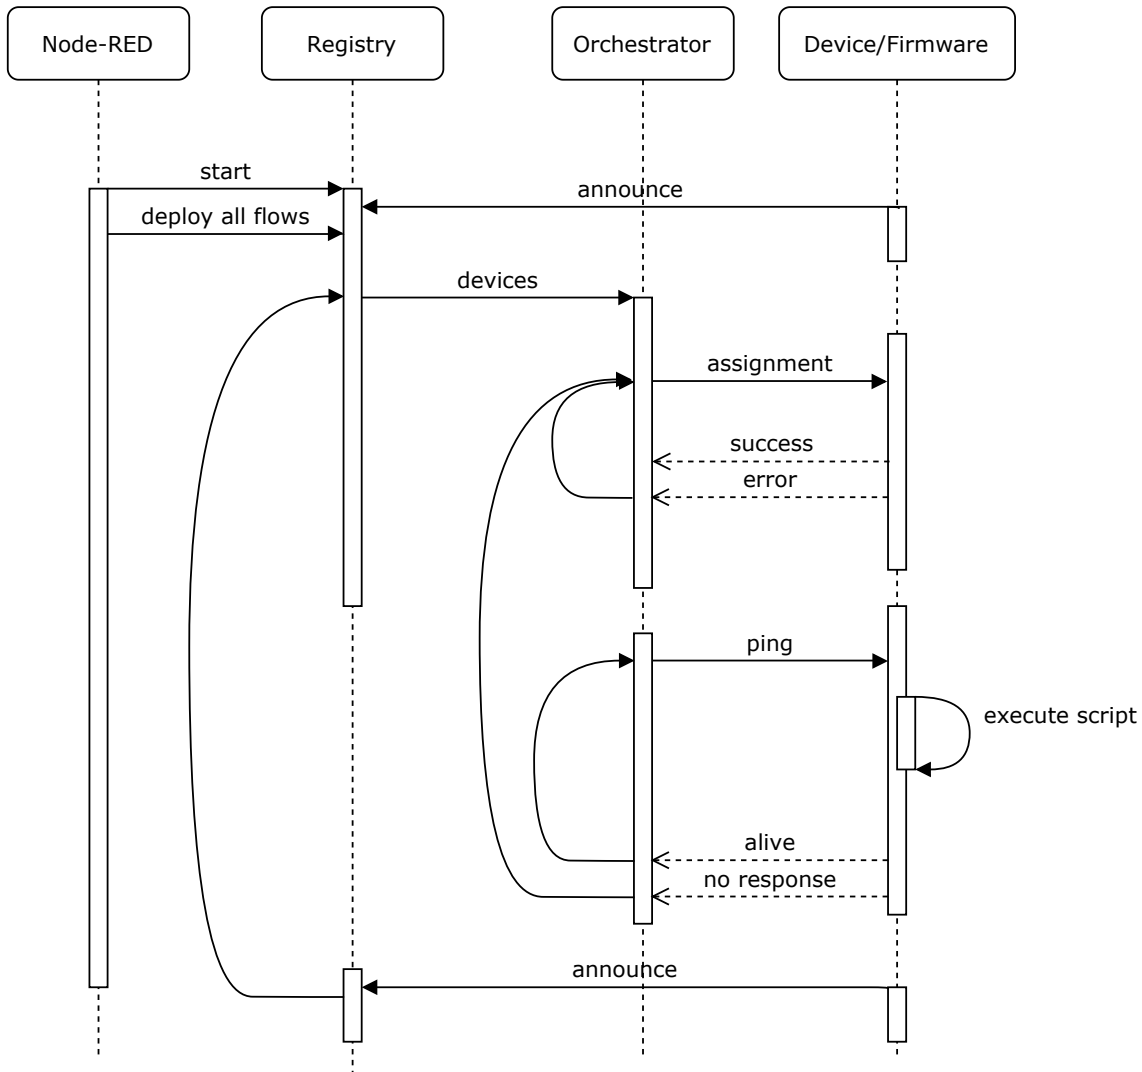 Node-RED
Registry
Orchestrator
Device/Firmware
start
announce
deploy all flows
devices
assignment
success
error
ping
execute script
alive
no response
announce